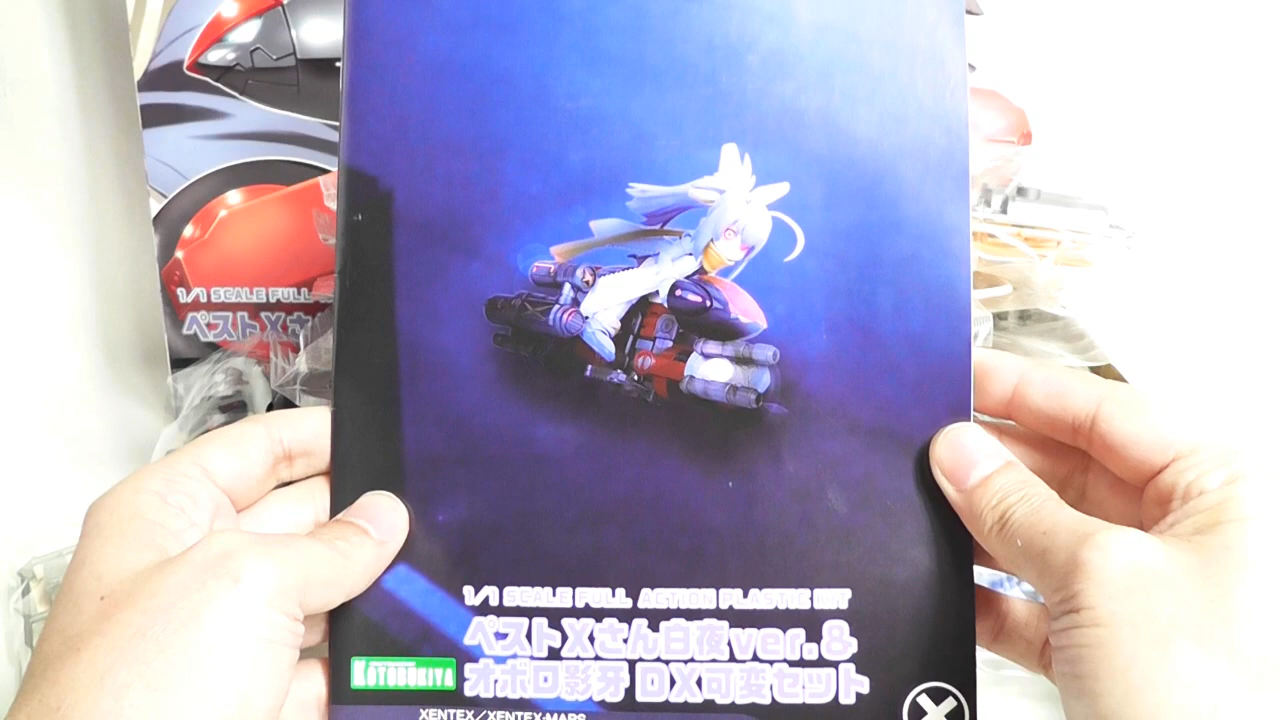 1/1 SCALE FULL
ペストXさ
1/1 SCALE FULL ACTION PLASTIC KIT
ペストXさん白夜ver.&
オボロ影牙 DX可変セット
KOTOBUKIYA
XENTEX/XENTEX-MARS